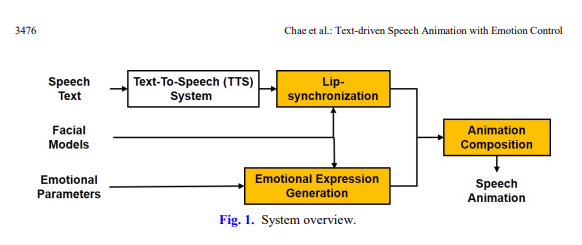 3476
Chae et al.: Text-driven Speech Animation with Emotion Control
Speech
Text
Text-To-Speech (TTS)
System
Lip-
synchronization
Facial
Models
Animation
Composition
Emotional
Parameters
Emotional Expression
Generation
Speech
Animation
Fig. 1. System overview.